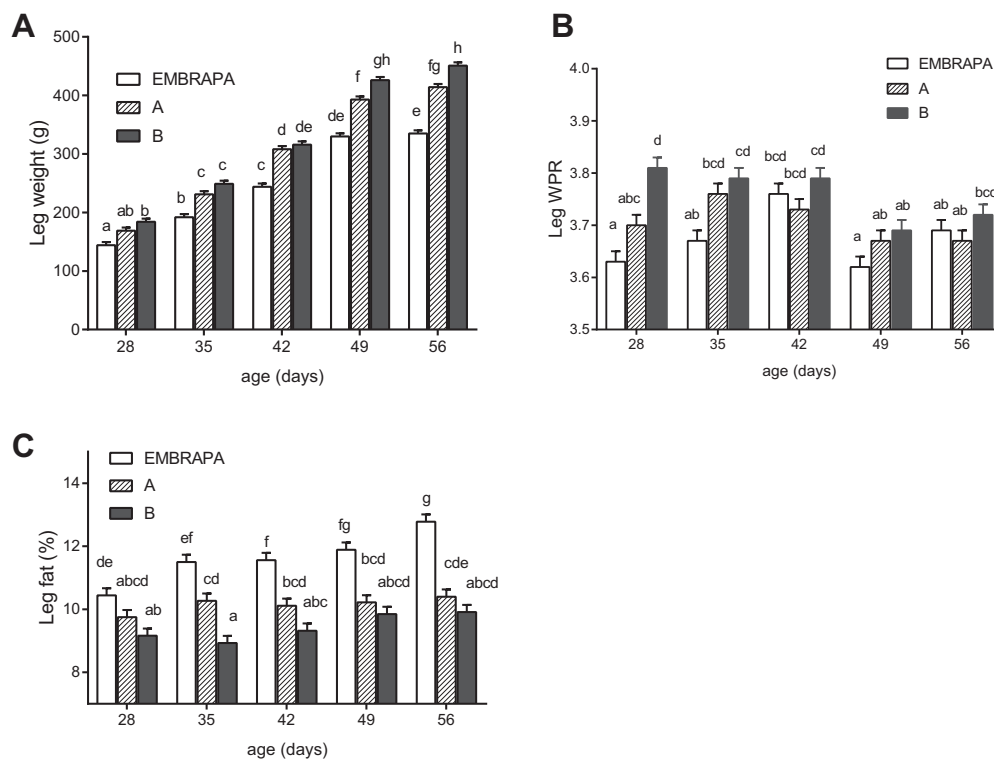 A
500
400
300
200
100
0
Leg weight (g)
EMBRAPA
A
B
a ab b
b c c
c d de
de f gh
e fg h
28 35 42 49 56
age (days)
B
4.0
3.9
3.8
3.7
3.6
3.5
Leg WPR
EMBRAPA
A
B
a abc d
ab bcd cd
bcd bcd cd
a ab ab
ab ab bcd
28 35 42 49 56
age (days)
C
14
12
10
8
Leg fat (%)
EMBRAPA
A
B
de abcd ab
ef cd a
f bcd abc
fg bcd abcd
g cde abcd
28 35 42 49 56
age (days)